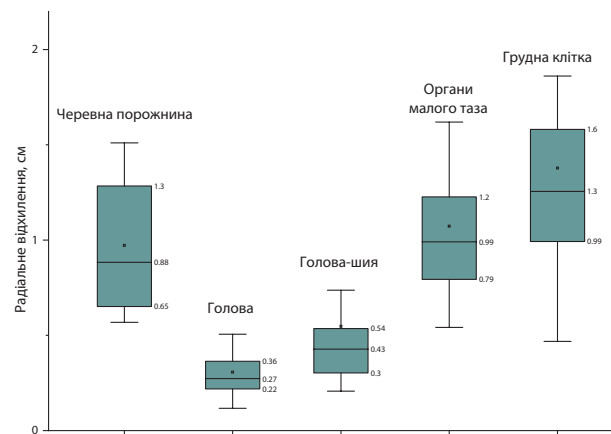 Радіальне відхилення, см
2
1
0
Черевна порожнина
1.3
0.88
0.65
Голова
0.36
0.27
0.22
Голова-шия
0.54
0.43
0.3
Органи
малого таза
1.2
0.99
0.79
Грудна клітка
1.6
1.3
0.99